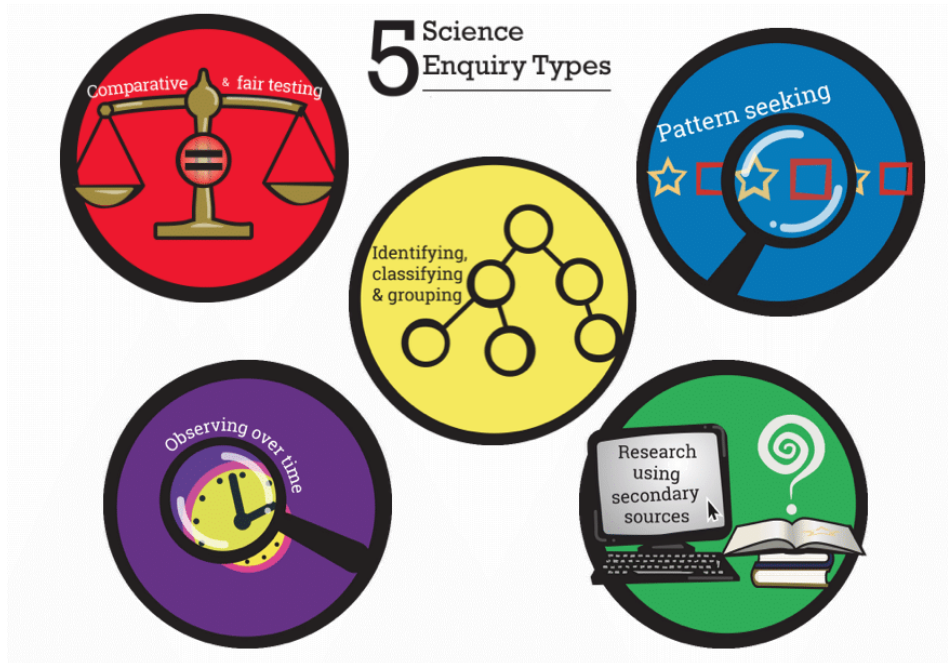 5 Science
Enquiry Types
Comparative & fair testing
Pattern seeking
Identifying,
classifying
& grouping
Observing over time
Research
using
secondary
sources